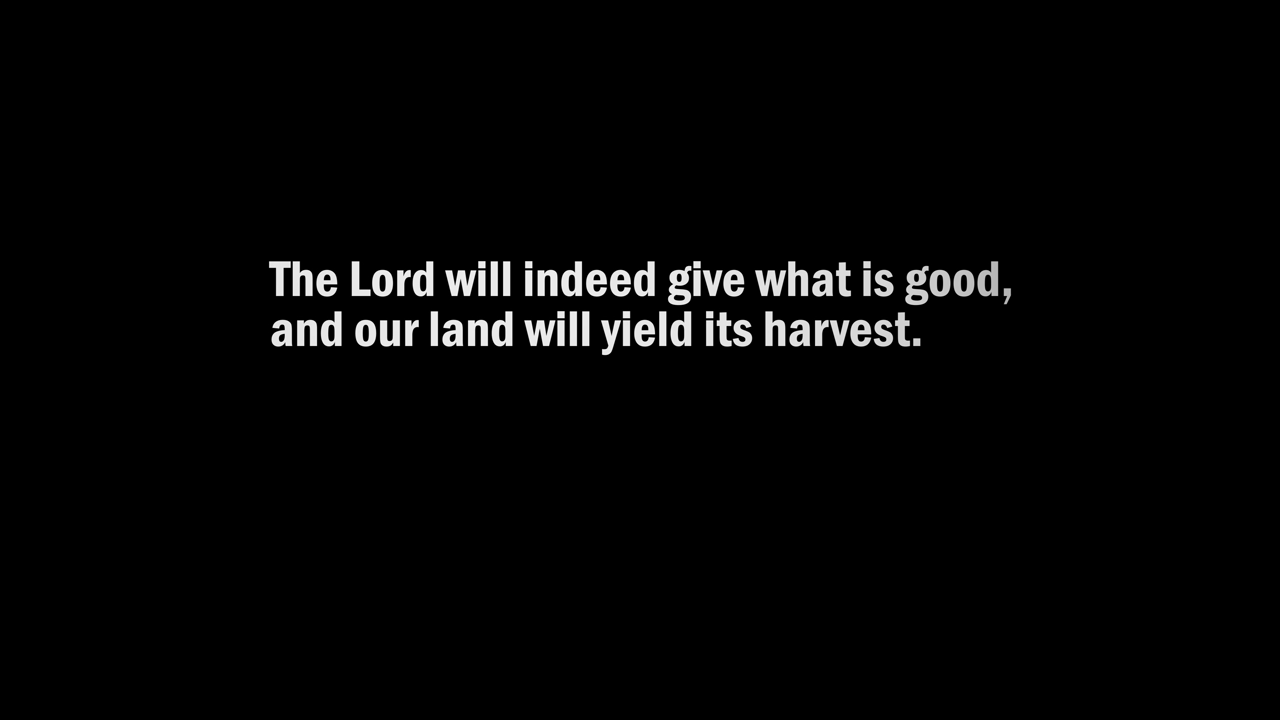 The Lord will indeed give what is good,
and our land will yield its harvest.